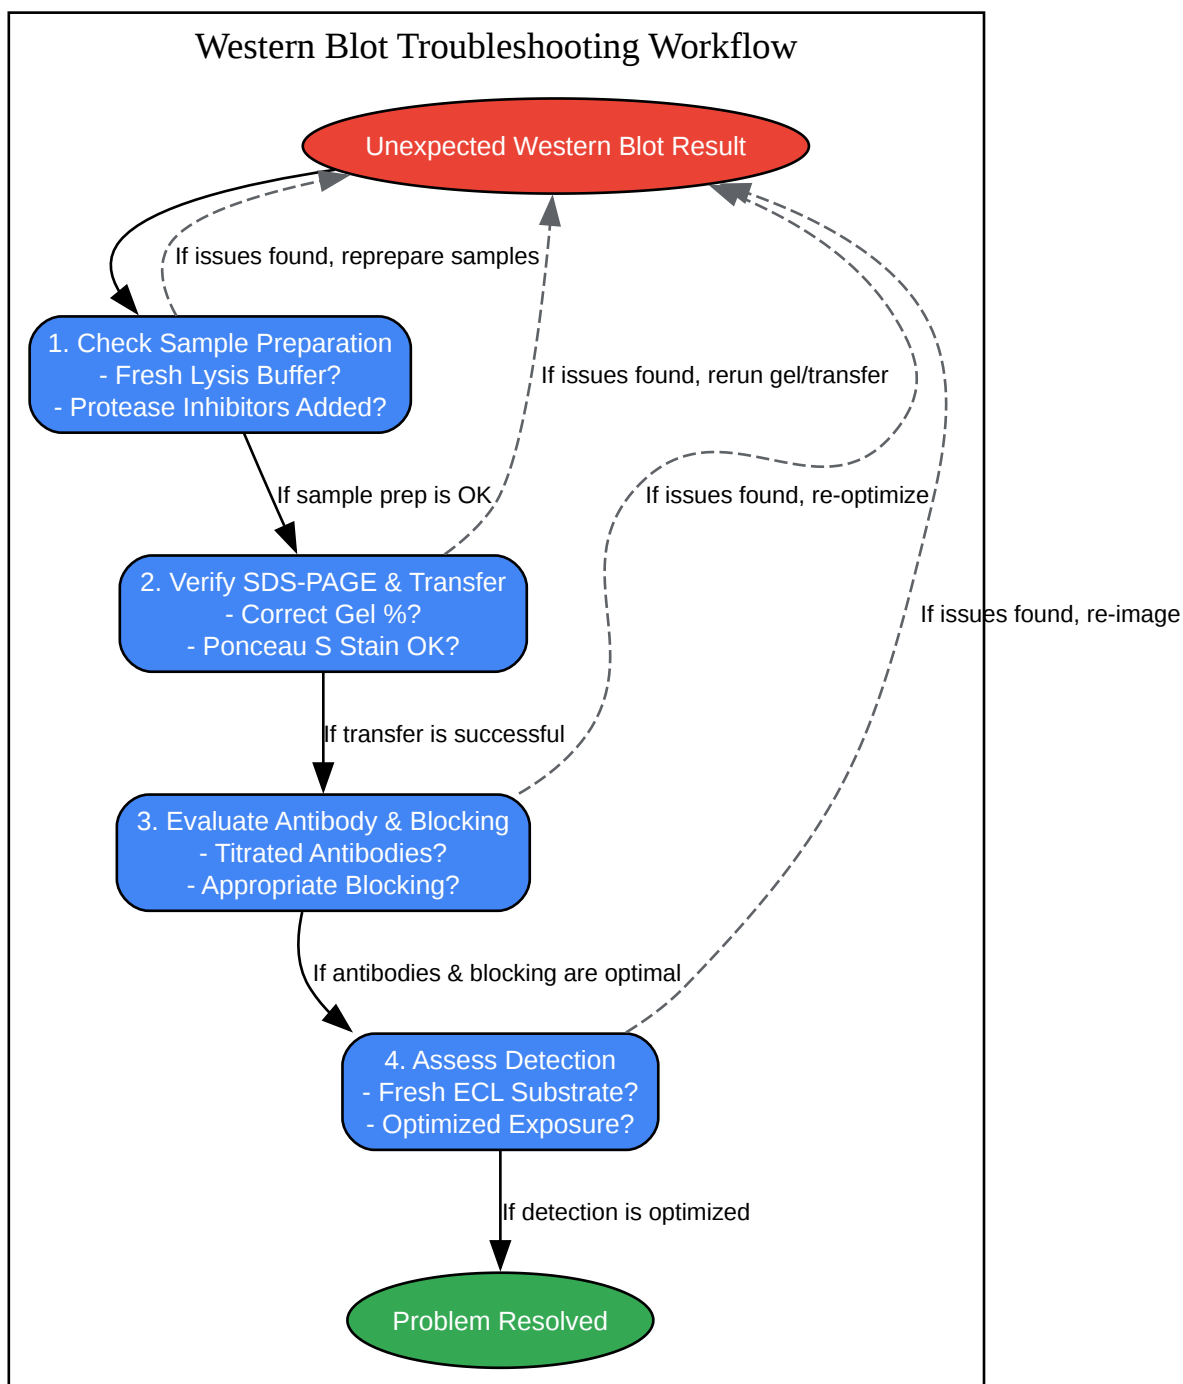 Western Blot Troubleshooting Workflow
Unexpected Western Blot Result
If issues found, reprepare samples
1. Check Sample Preparation
- Fresh Lysis Buffer?
- Protease Inhibitors Added?
If issues found, rerun gel/transfer
If sample prep is OK
If issues found, re-optimize
2. Verify SDS-PAGE & Transfer
- Correct Gel %?
- Ponceau S Stain OK?
If issues found, re-image
If transfer is successful
3. Evaluate Antibody & Blocking
- Titrated Antibodies?
- Appropriate Blocking?
If antibodies & blocking are optimal
4. Assess Detection
- Fresh ECL Substrate?
- Optimized Exposure?
If detection is optimized
Problem Resolved